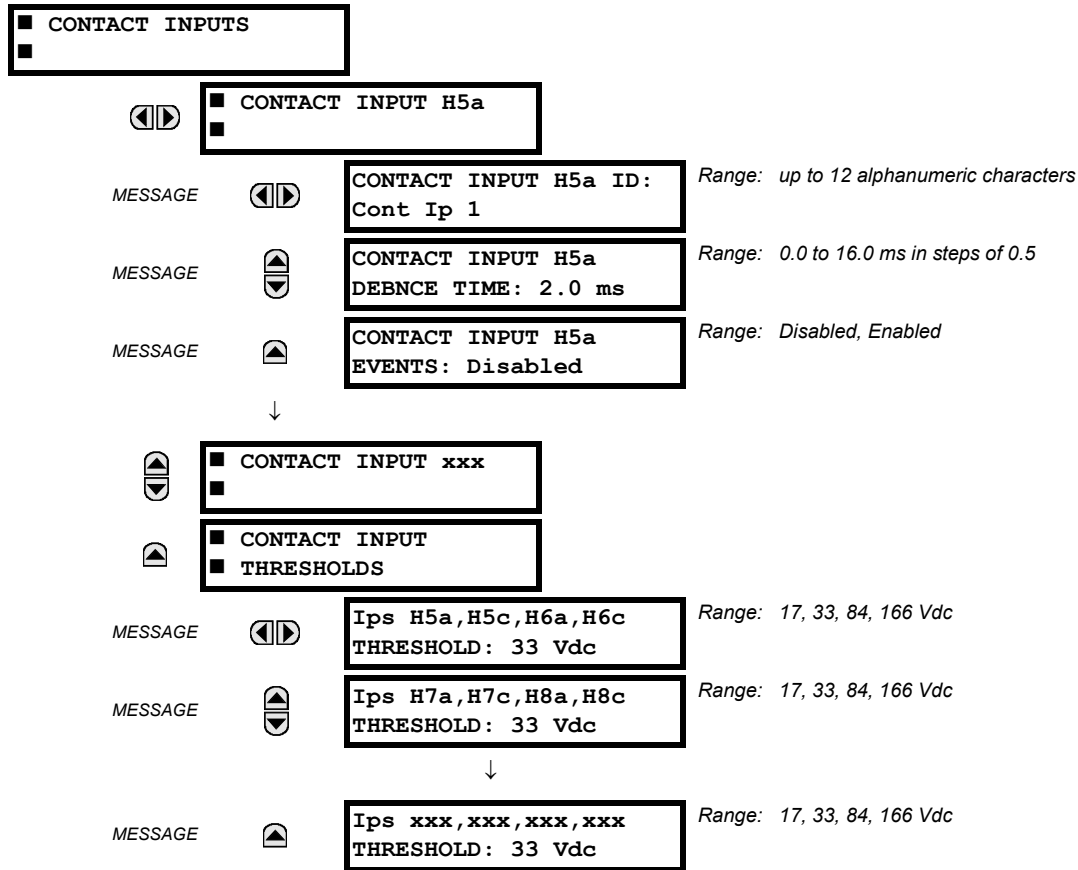 ■ CONTACT INPUTS
■
■ CONTACT INPUT H5a
■
MESSAGE
CONTACT INPUT H5a ID:
Cont Ip 1
Range: up to 12 alphanumeric characters
MESSAGE
CONTACT INPUT H5a
DEBNCE TIME: 2.0 ms
Range: 0.0 to 16.0 ms in steps of 0.5
MESSAGE
CONTACT INPUT H5a
EVENTS: Disabled
Range: Disabled, Enabled
↓
■ CONTACT INPUT xxx
■
■ CONTACT INPUT
■ THRESHOLDS
MESSAGE
Ips H5a,H5c,H6a,H6c
THRESHOLD: 33 Vdc
Range: 17, 33, 84, 166 Vdc
MESSAGE
Ips H7a,H7c,H8a,H8c
THRESHOLD: 33 Vdc
Range: 17, 33, 84, 166 Vdc
↓
MESSAGE
Ips xxx,xxx,xxx,xxx
THRESHOLD: 33 Vdc
Range: 17, 33, 84, 166 Vdc